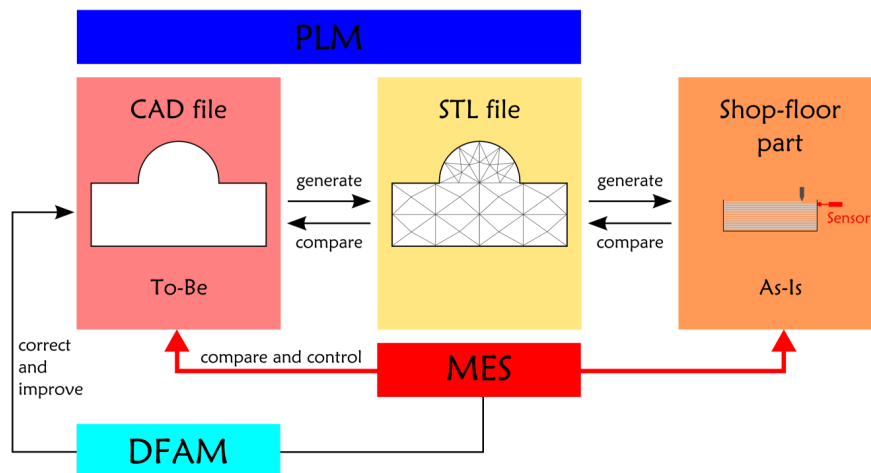 PLM
CAD file
STL file
Shop-floor
part
generate
compare
generate
compare
Sensor
To-Be
As-Is
correct
and
improve
compare and control
MES
DFAM